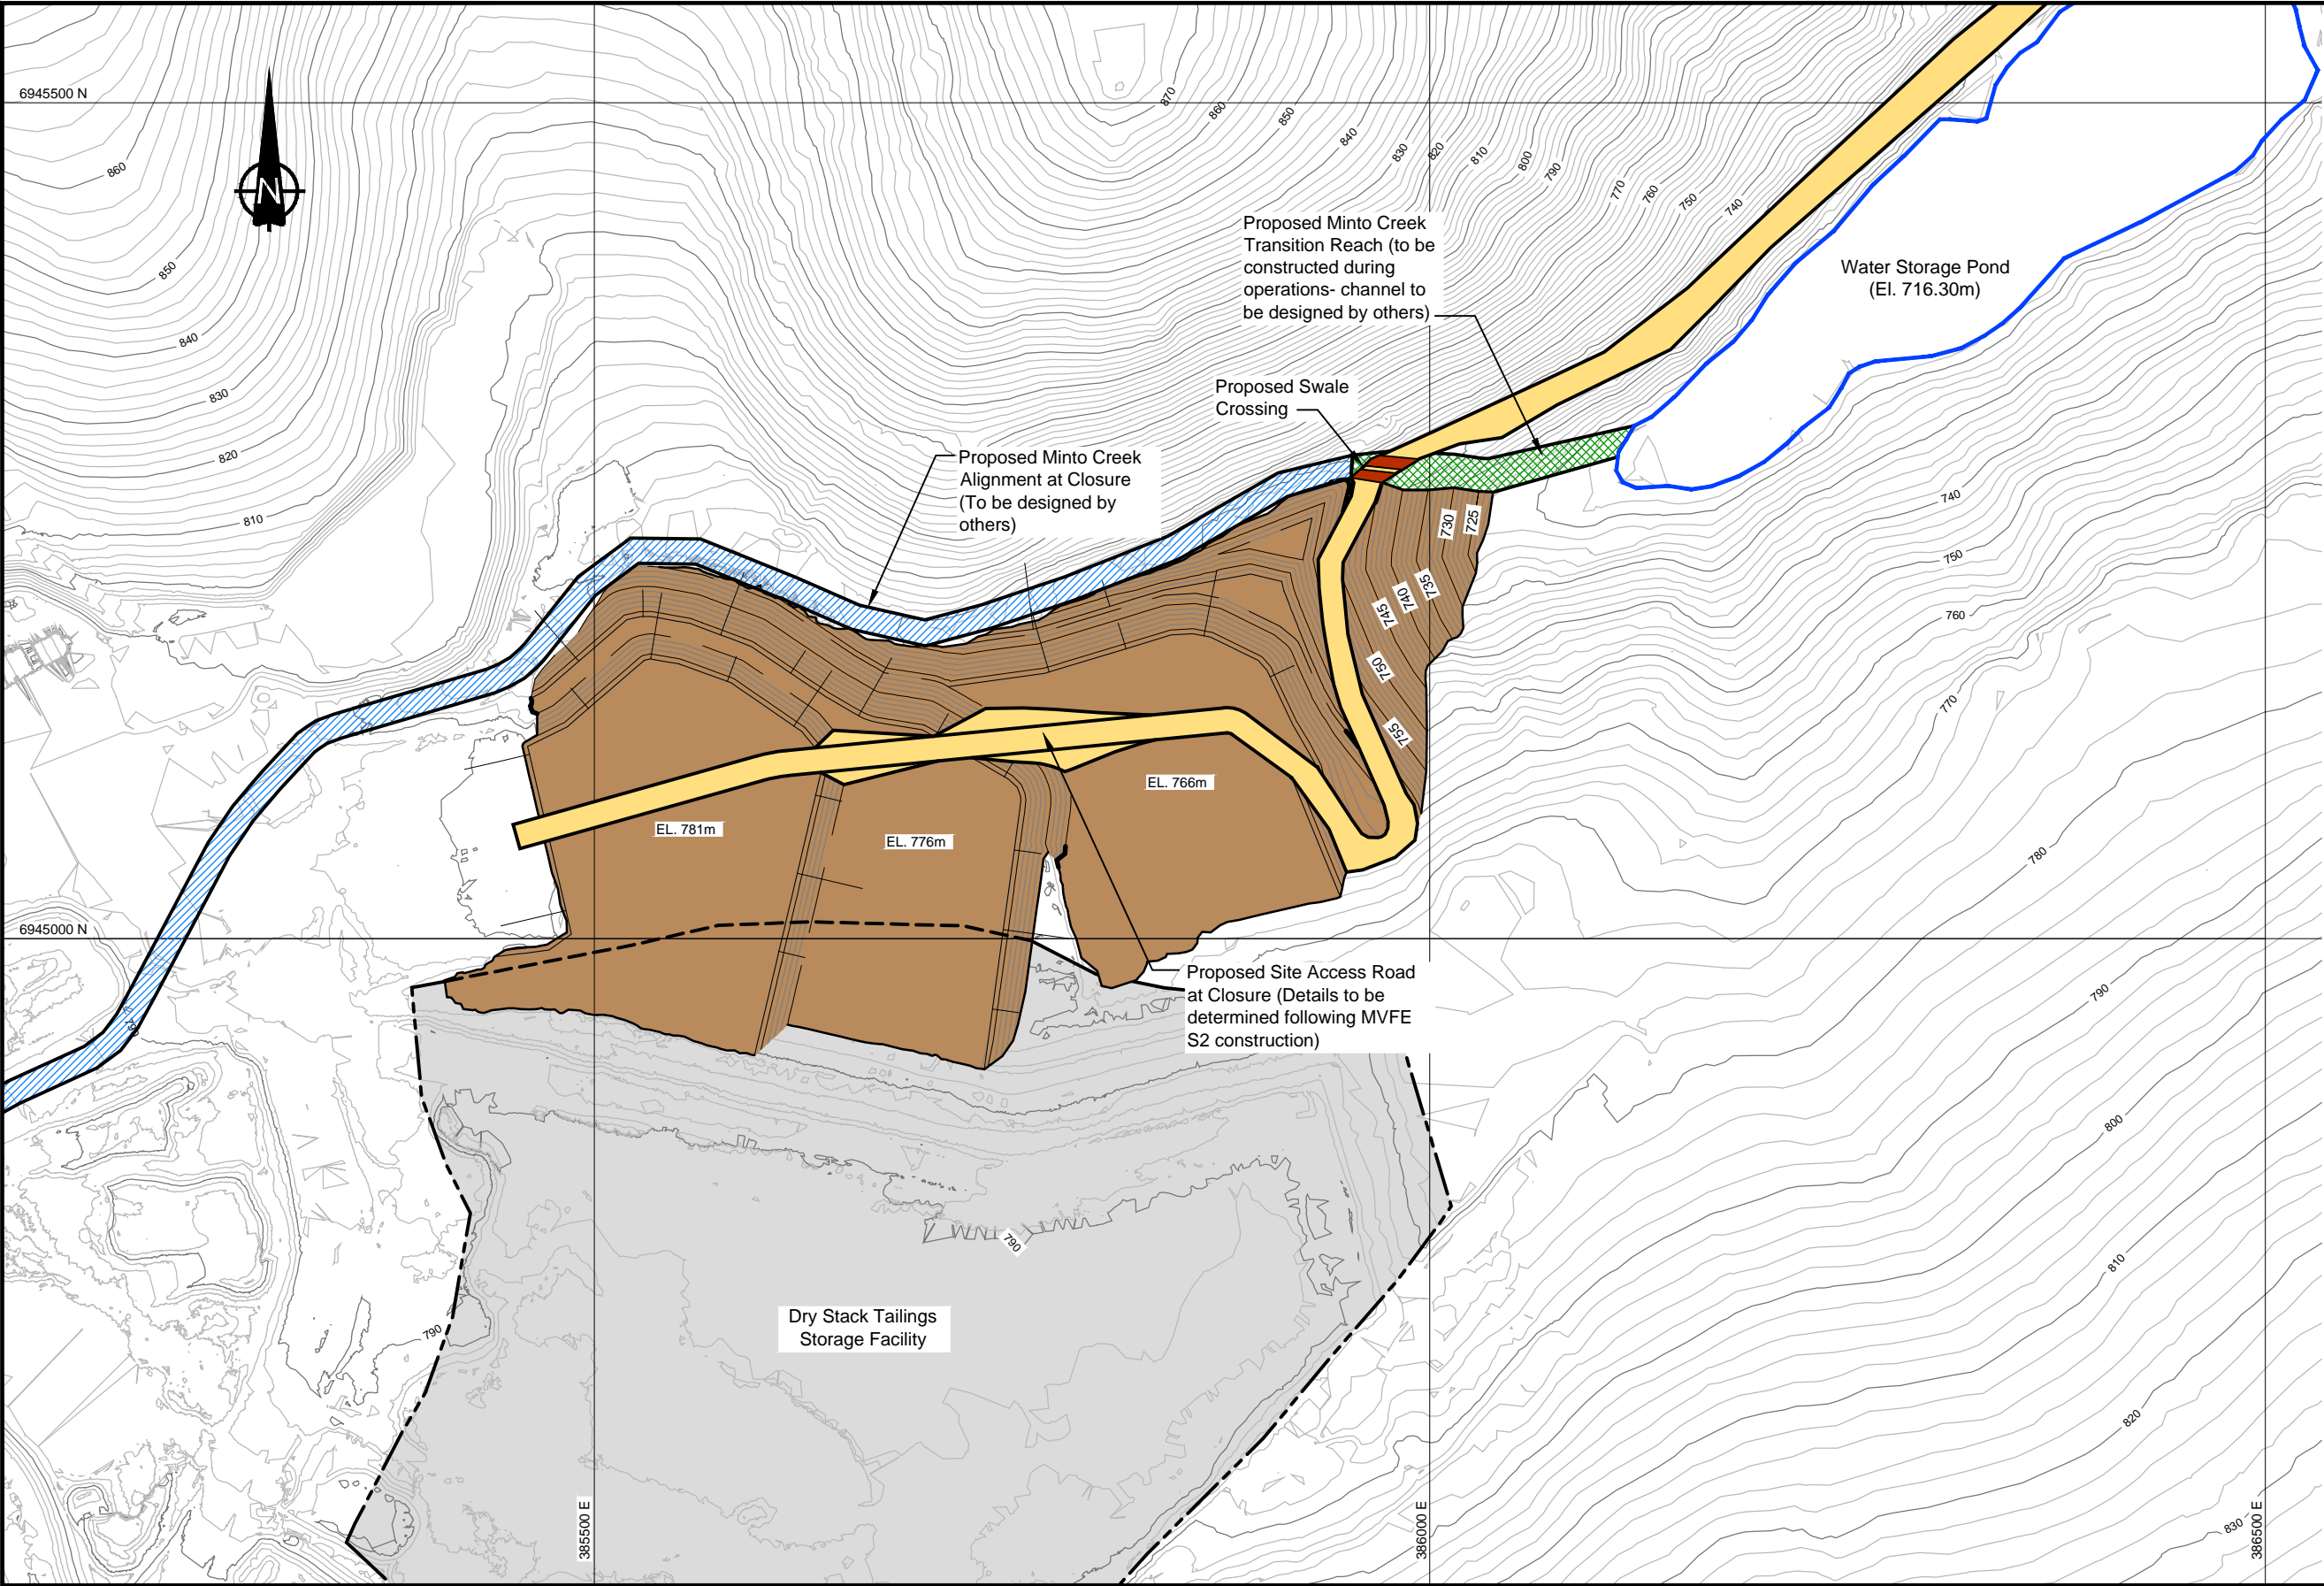 870
860
850
840
830
820
810
800
790
770
760
750
740
6945500 N
860
N
850
840
830
820
810
Proposed Minto Creek
Transition Reach (to be
constructed during
operations- channel to
be designed by others)
Water Storage Pond
(El. 716.30m)
Proposed Swale
Crossing
Proposed Minto Creek
Alignment at Closure
(To be designed by
others)
730
725
735
740
745
750
755
740
750
760
770
780
790
800
810
820
830
EL. 766m
EL. 781m
EL. 776m
6945000 N
Proposed Site Access Road
at Closure (Details to be
determined following MVFE
S2 construction)
790
790
Dry Stack Tailings
Storage Facility
790
385500 E
386000 E
386500 E